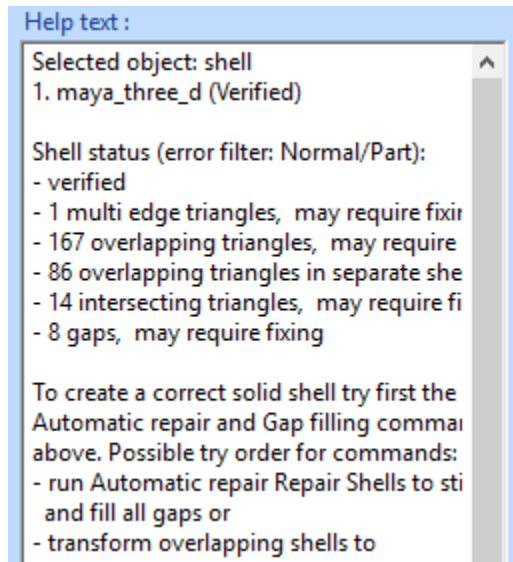 Help text :
Selected object: shell
1. maya_three_d (Verified)
Shell status (error filter: Normal/Part):
- verified
- 1 multi edge triangles, may require fixin
- 167 overlapping triangles, may require
- 86 overlapping triangles in separate she
- 14 intersecting triangles, may require fi
- 8 gaps, may require fixing
To create a correct solid shell try first the
Automatic repair and Gap filling comman
above. Possible try order for commands:
- run Automatic repair Repair Shells to sti
and fill all gaps or
- transform overlapping shells to